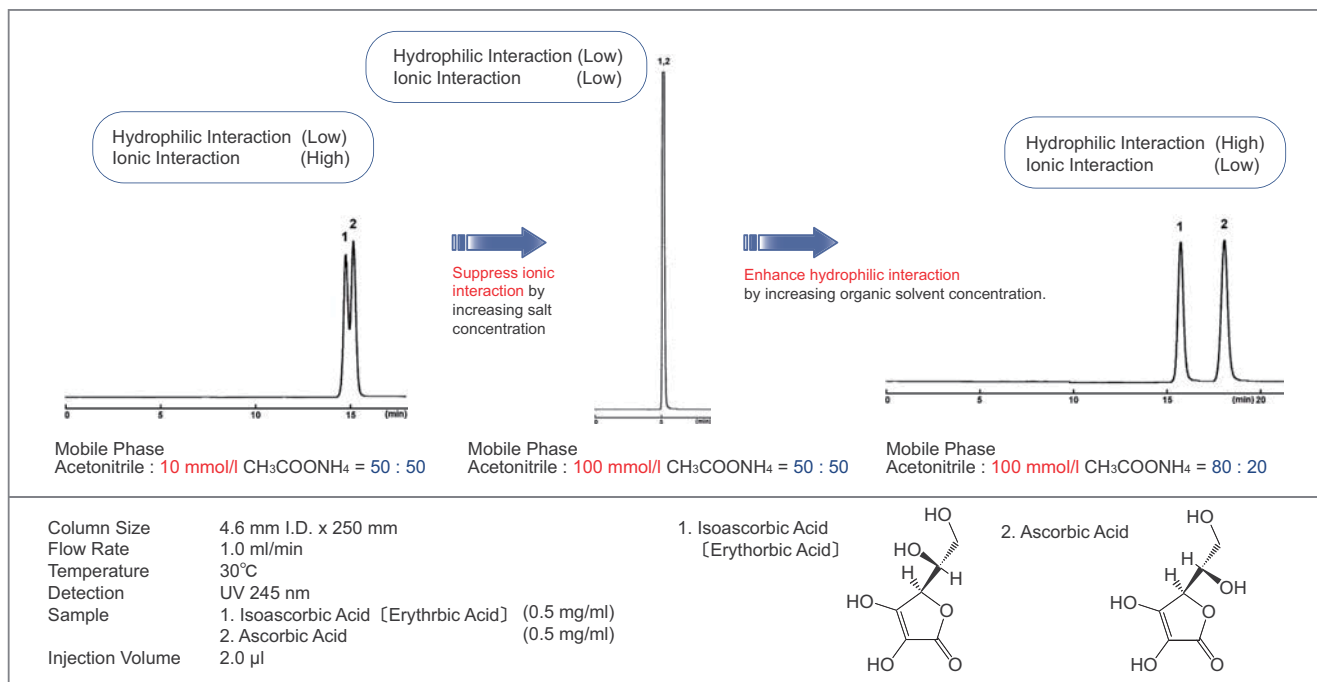 Hydrophilic Interaction (Low)
Ionic Interaction (High)
1
2
0
5
10
15
(min)
Mobile Phase
Acetonitrile : 10 mmol/l CH₃COONH₄ = 50 : 50
Suppress ionic
interaction by
increasing salt
concentration
Hydrophilic Interaction (Low)
Ionic Interaction (Low)
1,2
0
5
(min)
Mobile Phase
Acetonitrile : 100 mmol/l CH₃COONH₄ = 50 : 50
Enhance hydrophilic interaction
by increasing organic solvent concentration.
Hydrophilic Interaction (High)
Ionic Interaction (Low)
1
2
0
5
10
15
(min) 20
Mobile Phase
Acetonitrile : 100 mmol/l CH₃COONH₄ = 80 : 20
Column Size 4.6 mm I.D. x 250 mm
Flow Rate 1.0 ml/min
Temperature 30℃
Detection UV 245 nm
Sample 1. Isoascorbic Acid〔Erythrbic Acid〕 (0.5 mg/ml)
2. Ascorbic Acid (0.5 mg/ml)
Injection Volume 2.0 µl
1. Isoascorbic Acid
〔Erythorbic Acid〕
HO
HO
H
H
HO
O
HO
O
2. Ascorbic Acid
HO
H
H
OH
HO
O
HO
O